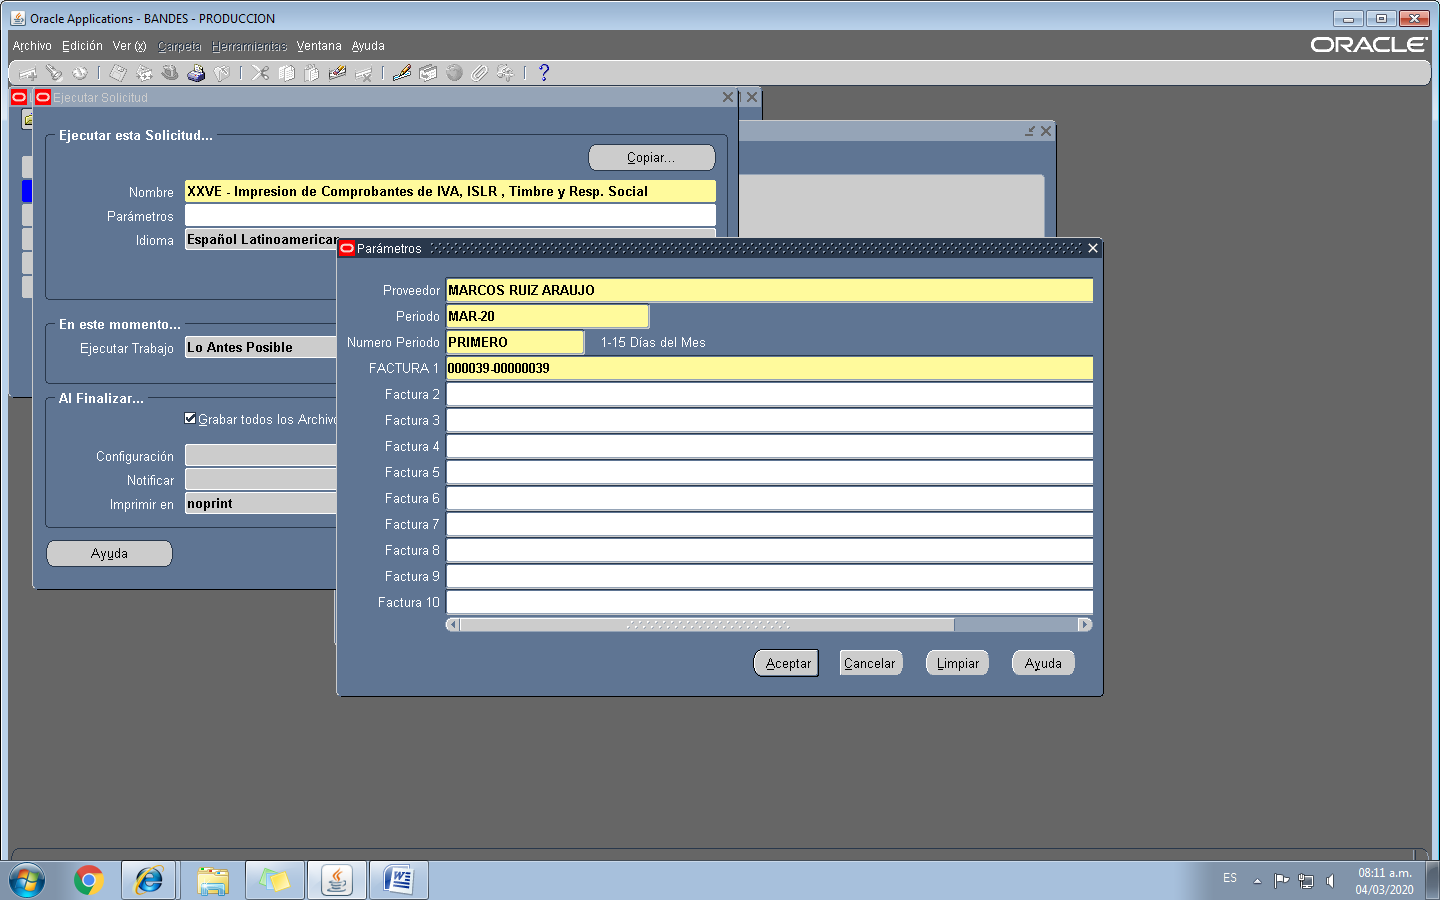 Oracle Applications - BANDES - PRODUCCION
Archivo Edición Ver (x) Carpeta Herramientas Ventana Ayuda
ORACLE
?
Ejecutar Solicitud
Ejecutar esta Solicitud...
Copiar...
Nombre XXVE - Impresion de Comprobantes de IVA, ISLR , Timbre y Resp. Social
Parámetros
Idioma Español Latinoamerican
En este momento...
Ejecutar Trabajo Lo Antes Posible
Al Finalizar...
Grabar todos los Archivo
Configuración
Notificar
Imprimir en noprint
Ayuda
Parámetros
Proveedor MARCOS RUIZ ARAUJO
Periodo MAR-20
Numero Periodo PRIMERO 1-15 Días del Mes
FACTURA 1 000039-00000039
Factura 2
Factura 3
Factura 4
Factura 5
Factura 6
Factura 7
Factura 8
Factura 9
Factura 10
Aceptar Cancelar Limpiar Ayuda
ES
08:11 a.m.
04/03/2020